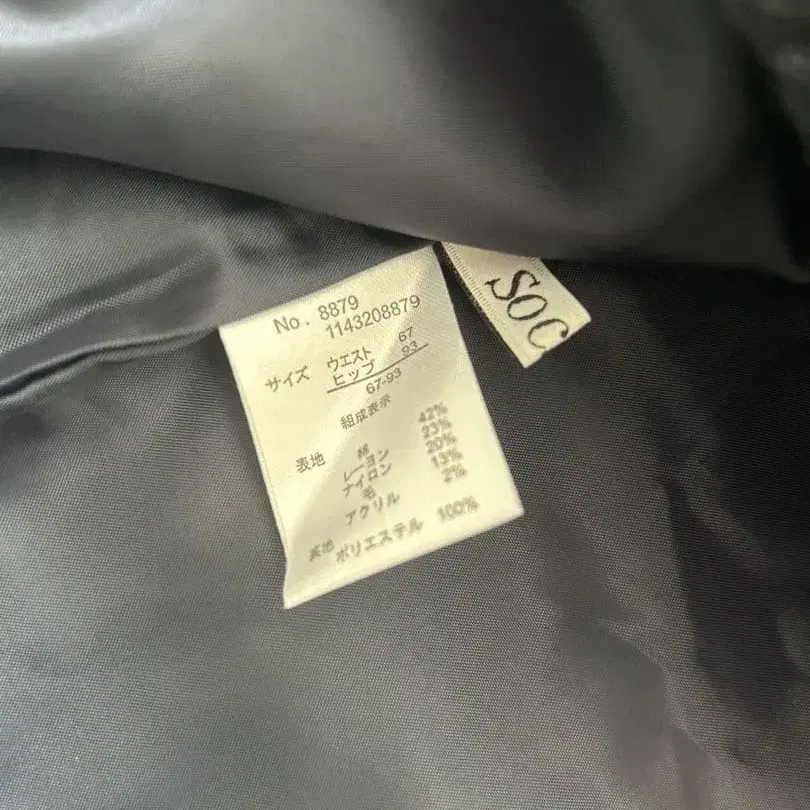 No. 8879
1143208879
サイズ ウエスト 67
ヒップ 93
67-93
組成表示
表地 綿 42%
レーヨン 23%
ナイロン 20%
毛 13%
アクリル 2%
裏地 ポリエステル 100%
SOC